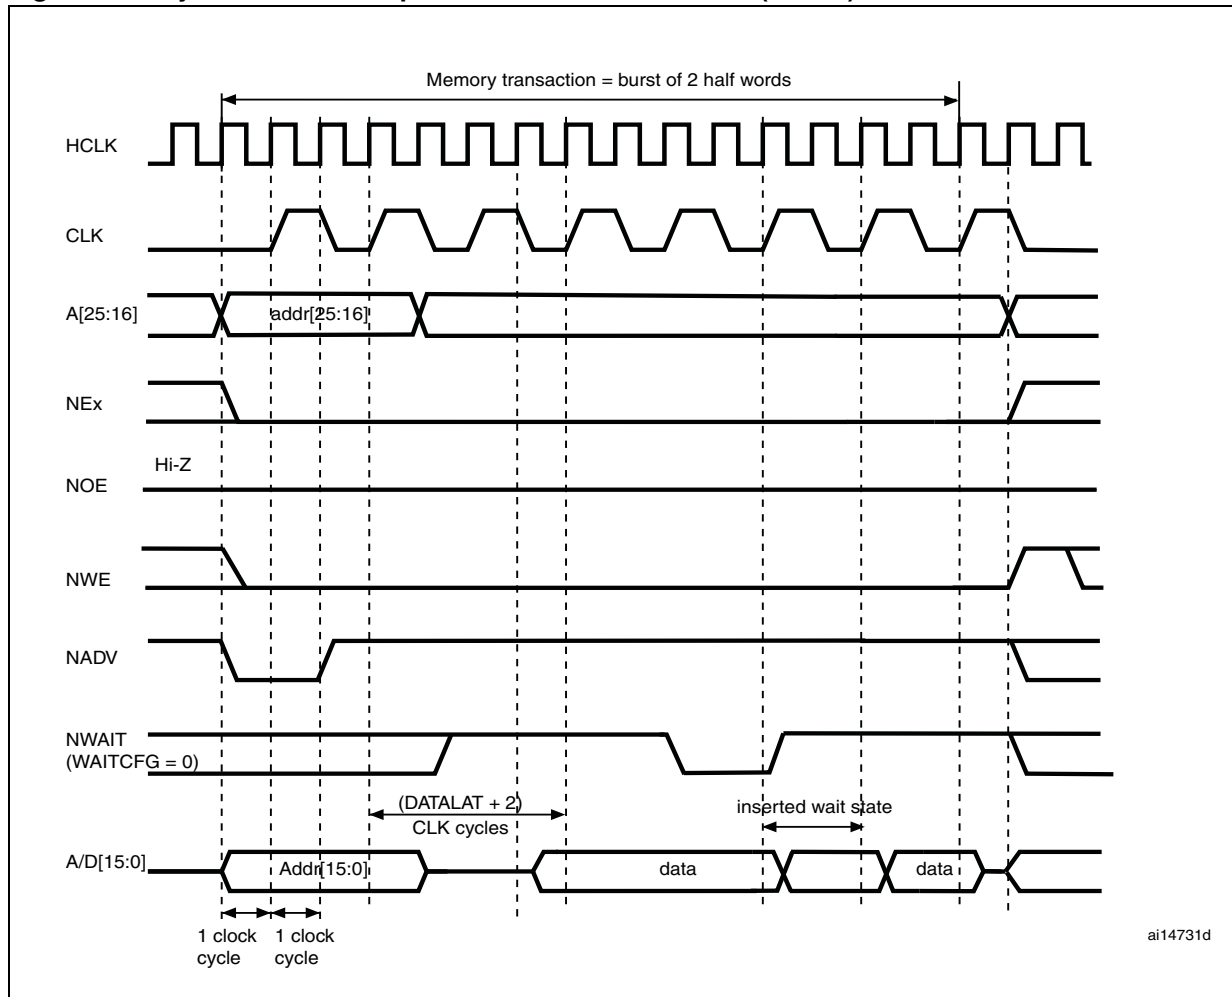 Memory transaction = burst of 2 half words
HCLK
CLK
A[25:16]
addr[25:16]
NEx
Hi-Z
NOE
NWE
NADV
NWAIT
(WAITCFG = 0)
(DATALAT + 2)
CLK cycles
inserted wait state
A/D[15:0]
Addr[15:0]
data
data
1 clock
cycle
1 clock
cycle
ai14731d